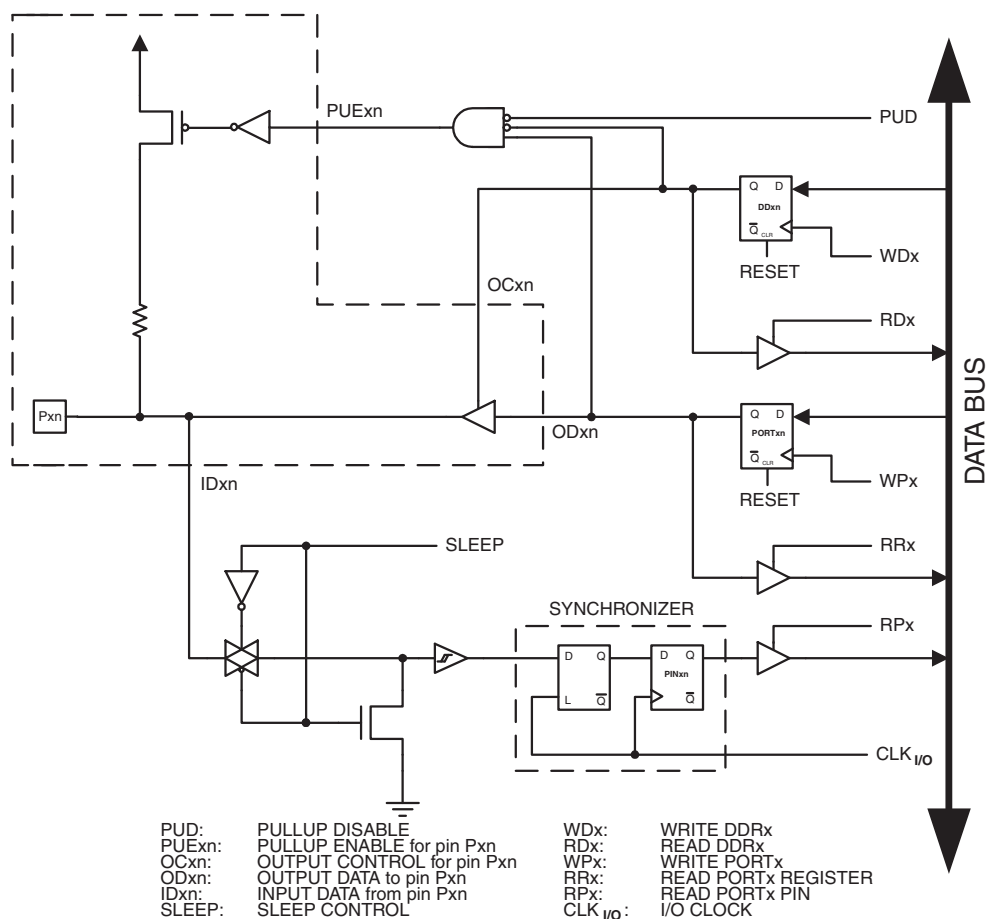 PUExn
PUD
Q D
DDxn
Q CLR
WDx
RESET
OCxn
RDx
DATA BUS
Pxn
Q D
ODxn
PORTxn
Q CLR
IDxn
WPx
RESET
SLEEP
RRx
SYNCHRONIZER
RPx
D Q
D Q
PINxn
L Q
Q
CLK I/O
PUD: PULLUP DISABLE
PUExn: PULLUP ENABLE for pin Pxn
OCxn: OUTPUT CONTROL for pin Pxn
ODxn: OUTPUT DATA to pin Pxn
IDxn: INPUT DATA from pin Pxn
SLEEP: SLEEP CONTROL
WDx: WRITE DDRx
RDx: READ DDRx
WPx: WRITE PORTx
RRx: READ PORTx REGISTER
RPx: READ PORTx PIN
CLK I/O: I/O CLOCK